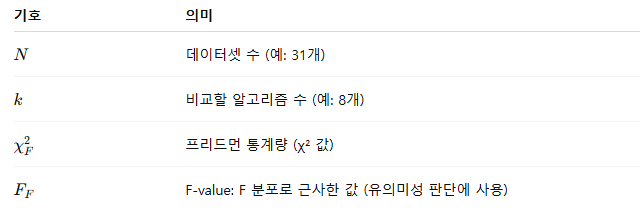 기호 의미
N 데이터셋 수 (예: 31개)
k 비교할 알고리즘 수 (예: 8개)
χ²_F 프리드먼 통계량 (χ² 값)
F_F F-value: F 분포로 근사한 값 (유의미성 판단에 사용)